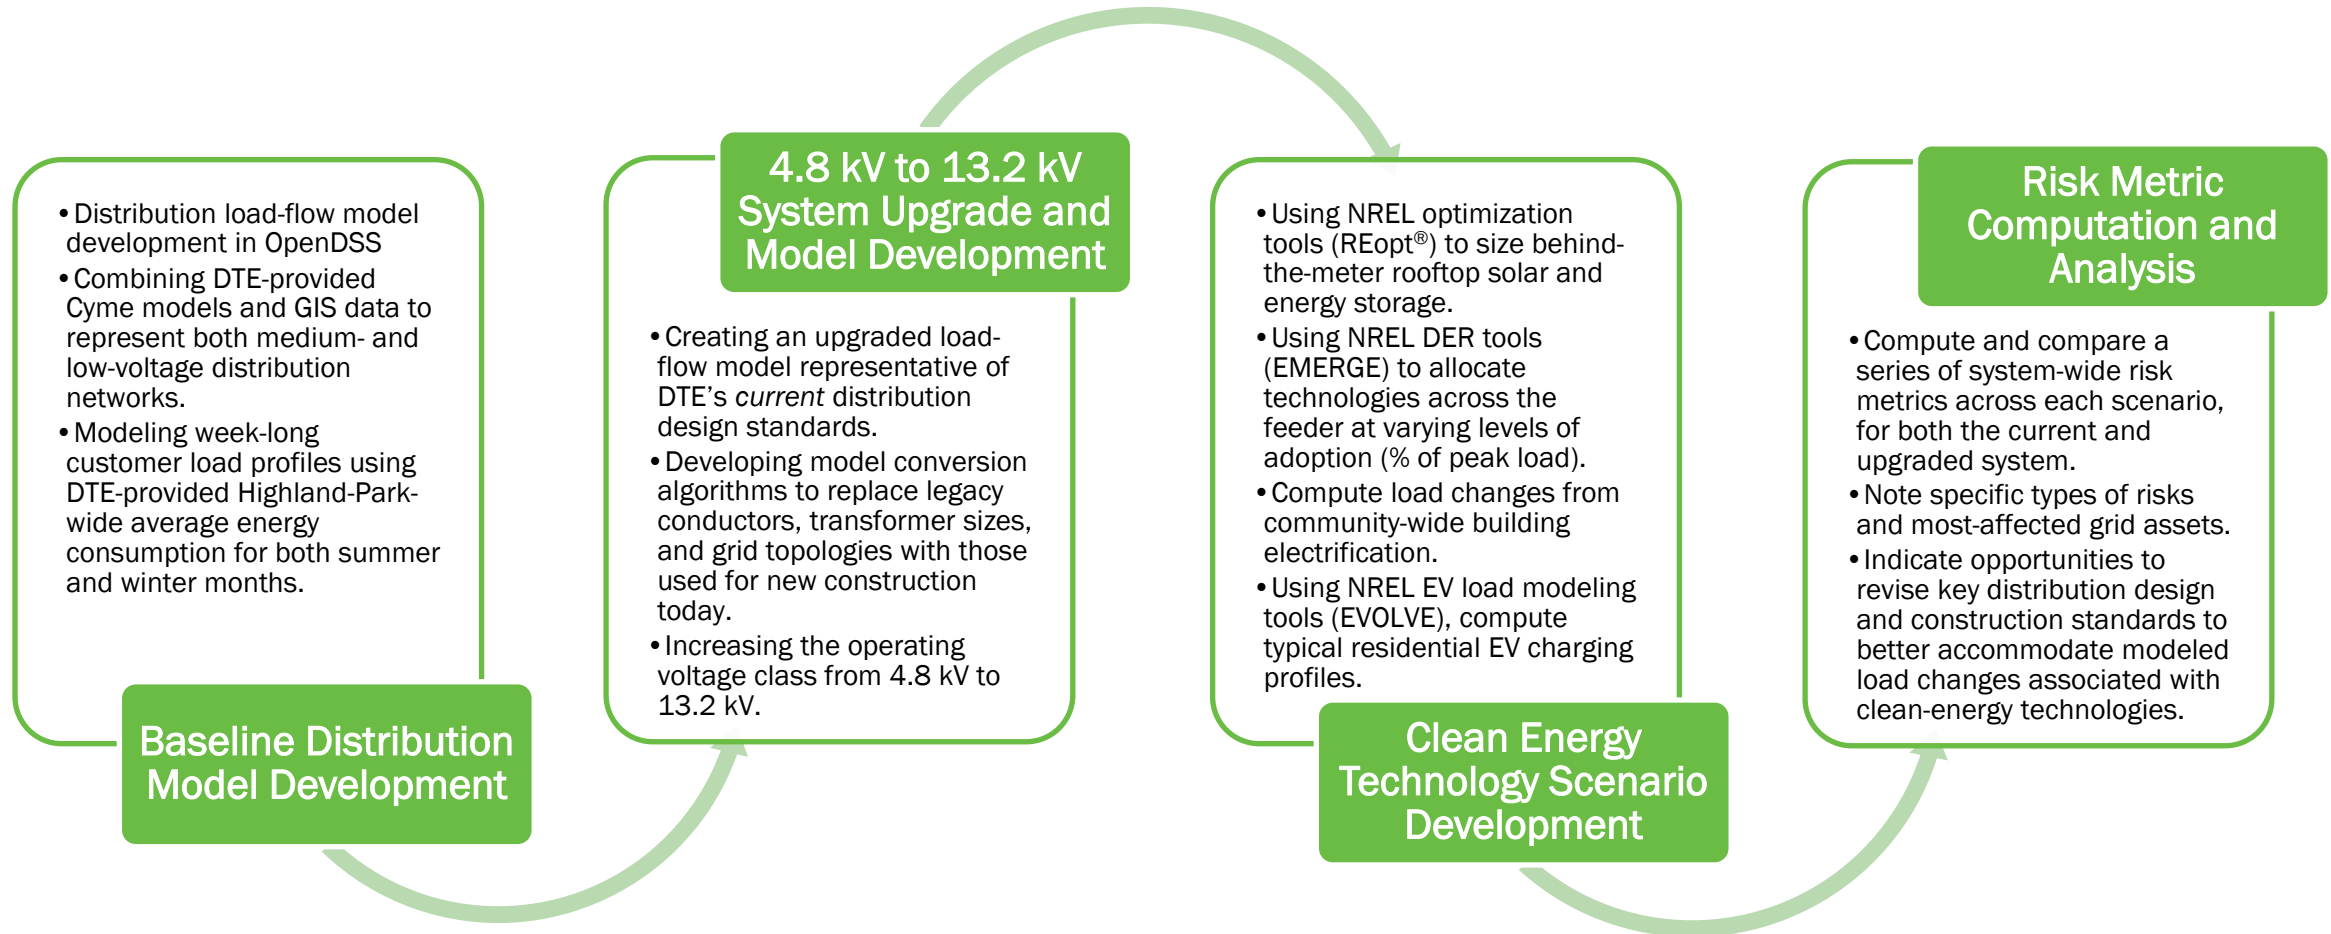 •Distribution load-flow model
development in OpenDSS
•Combining DTE-provided
Cyme models and GIS data to
represent both medium- and
low-voltage distribution
networks.
•Modeling week-long
customer load profiles using
DTE-provided Highland-Park-
wide average energy
consumption for both summer
and winter months.
Baseline Distribution
Model Development
4.8 kV to 13.2 kV
System Upgrade and
Model Development
•Creating an upgraded load-
flow model representative of
DTE’s current distribution
design standards.
•Developing model conversion
algorithms to replace legacy
conductors, transformer sizes,
and grid topologies with those
used for new construction
today.
•Increasing the operating
voltage class from 4.8 kV to
13.2 kV.
•Using NREL optimization
tools (REopt®) to size behind-
the-meter rooftop solar and
energy storage.
•Using NREL DER tools
(EMERGE) to allocate
technologies across the
feeder at varying levels of
adoption (% of peak load).
•Compute load changes from
community-wide building
electrification.
•Using NREL EV load modeling
tools (EVOLVE), compute
typical residential EV charging
profiles.
Clean Energy
Technology Scenario
Development
Risk Metric
Computation and
Analysis
•Compute and compare a
series of system-wide risk
metrics across each scenario,
for both the current and
upgraded system.
•Note specific types of risks
and most-affected grid assets.
•Indicate opportunities to
revise key distribution design
and construction standards to
better accommodate modeled
load changes associated with
clean-energy technologies.